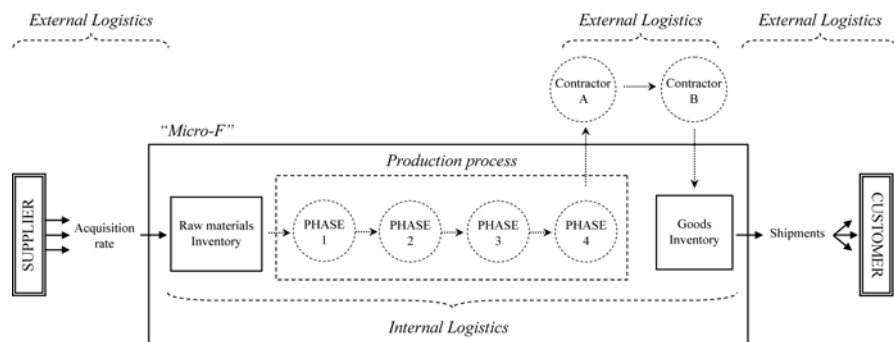 External Logistics
External Logistics
External Logistics
Contractor
A
Contractor
B
"Micro-F"
Production process
SUPPLIER
Acquisition
rate
Raw materials
Inventory
PHASE
1
PHASE
2
PHASE
3
PHASE
4
Goods
Inventory
Shipments
CUSTOMER
Internal Logistics